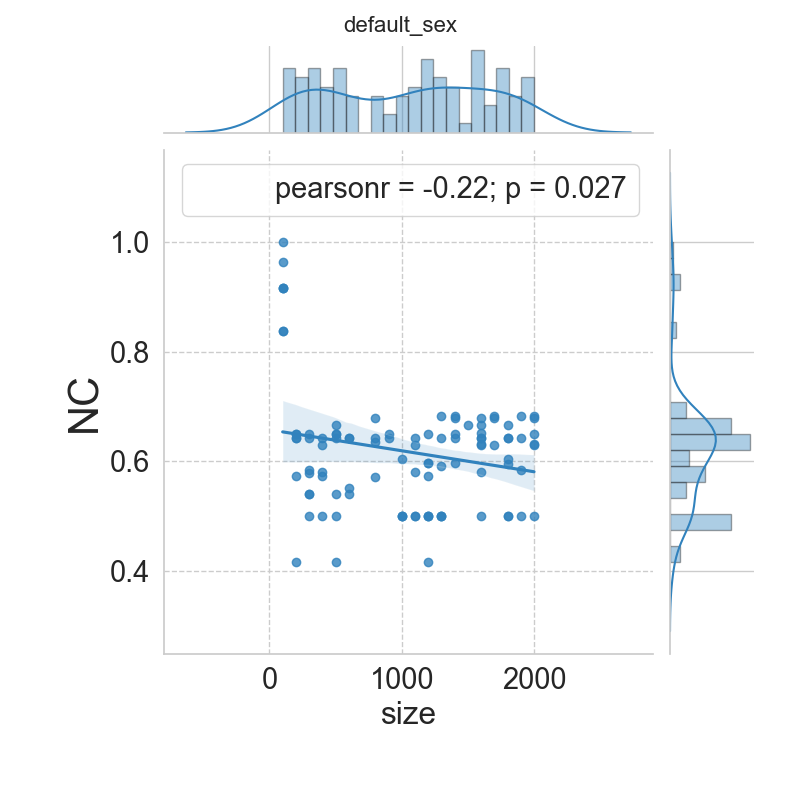 default_sex
pearsonr = -0.22; p = 0.027
NC
1.0
0.8
0.6
0.4
0 1000 2000
size